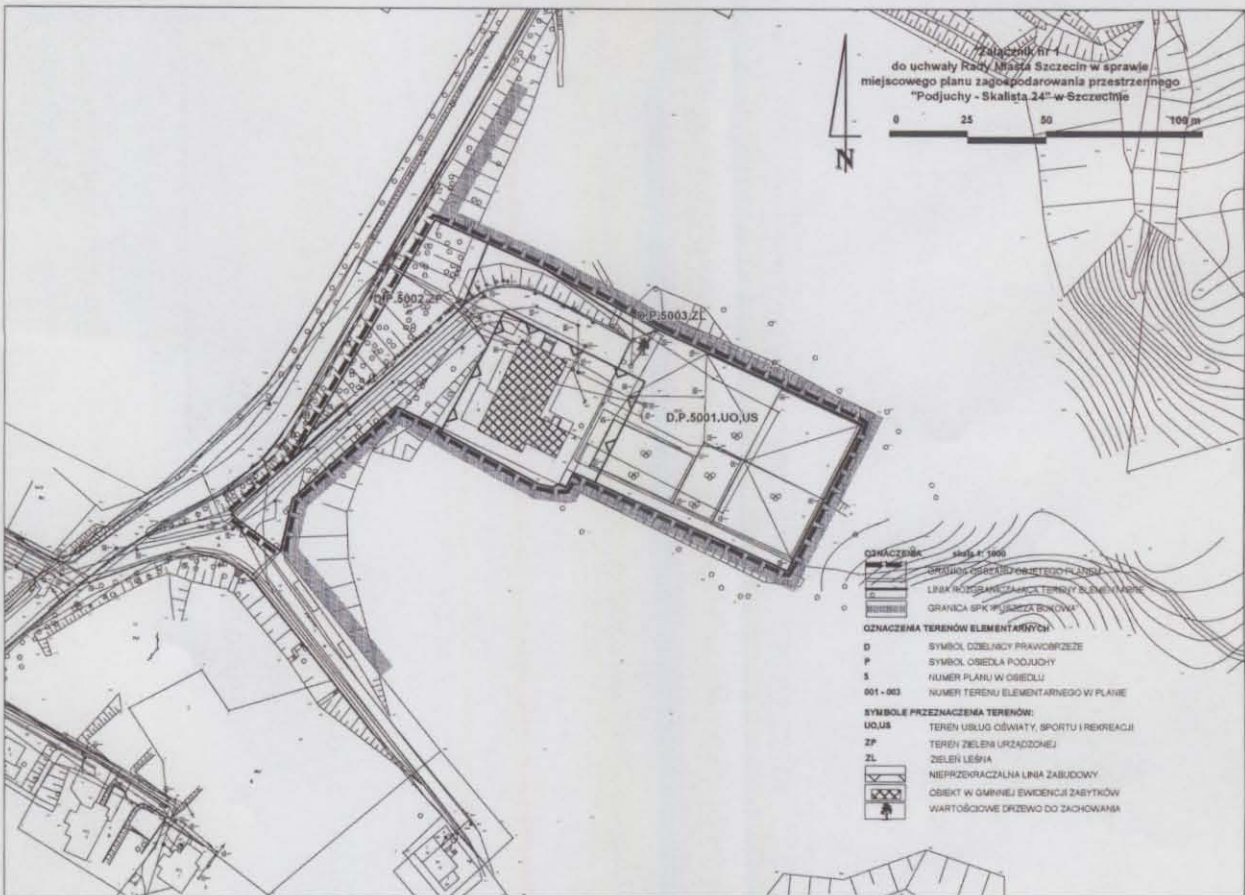 Załącznik nr 1
do uchwały Rady Miasta Szczecin w sprawie
miejscowego planu zagospodarowania przestrzennego
"Podjuchy - Skalista 24" w Szczecinie
0 25 50 100 m
N
D.P.5002.ZP
D.P.5003.ZL
D.P.5001.UO,US
OZNACZENIA skala 1: 1000
GRANICA OBSZARU OBJĘTEGO PLANEM
LINIA ROZGRANICZAJĄCA TERENY ELEMENTARNE
GRANICA SPK "PUSZCZA BUKOWA"
OZNACZENIA TERENÓW ELEMENTARNYCH
D SYMBOL DZIELNICY PRAWOBRZEŻE
P SYMBOL OSIEDLA PODJUCHY
5 NUMER PLANU W OSIEDLU
001 - 003 NUMER TERENU ELEMENTARNEGO W PLANIE
SYMBOLE PRZEZNACZENIA TERENÓW:
UO,US TEREN USŁUG OŚWIATY, SPORTU I REKREACJI
ZP TEREN ZIELENI URZĄDZONEJ
ZL ZIELEŃ LEŚNA
NIEPRZEKRACZALNA LINIA ZABUDOWY
OBIEKT W GMINNEJ EWIDENCJI ZABYTKÓW
WARTOŚCIOWE DRZEWO DO ZACHOWANIA